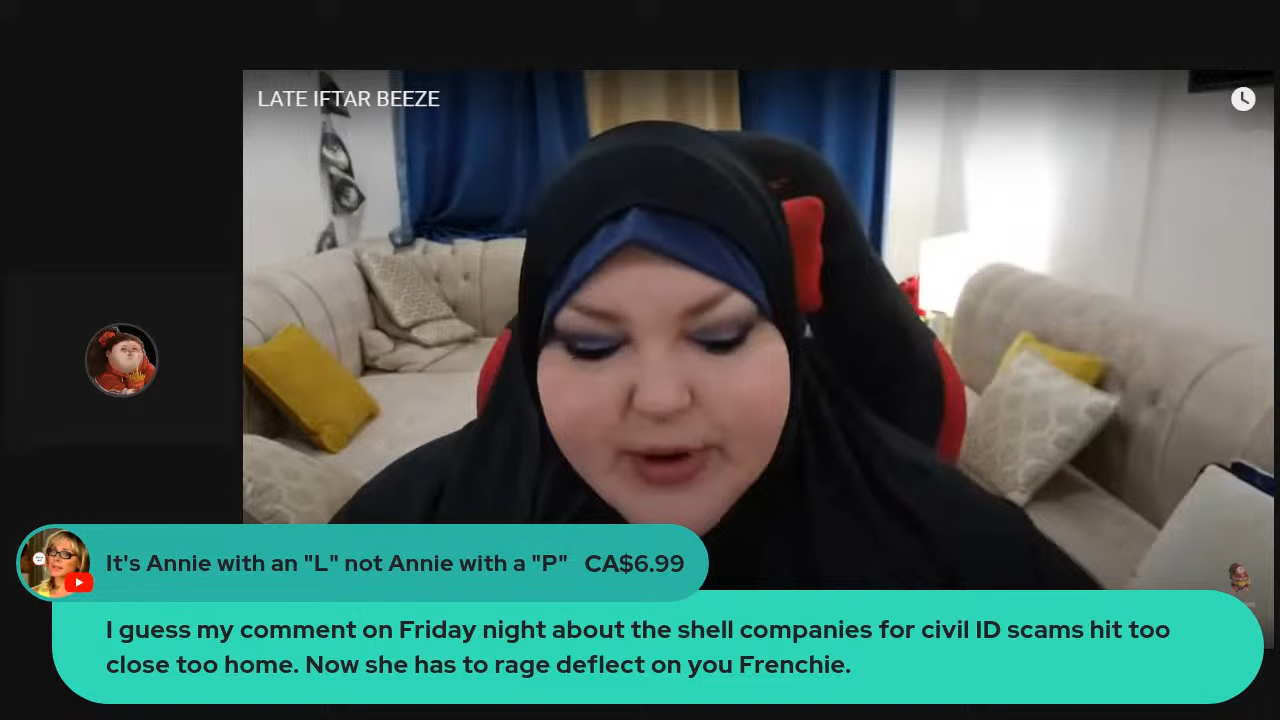 LATE IFTAR BEEZE
It's Annie with an "L" not Annie with a "P" CA$6.99
I guess my comment on Friday night about the shell companies for civil ID scams hit too
close too home. Now she has to rage deflect on you Frenchie.